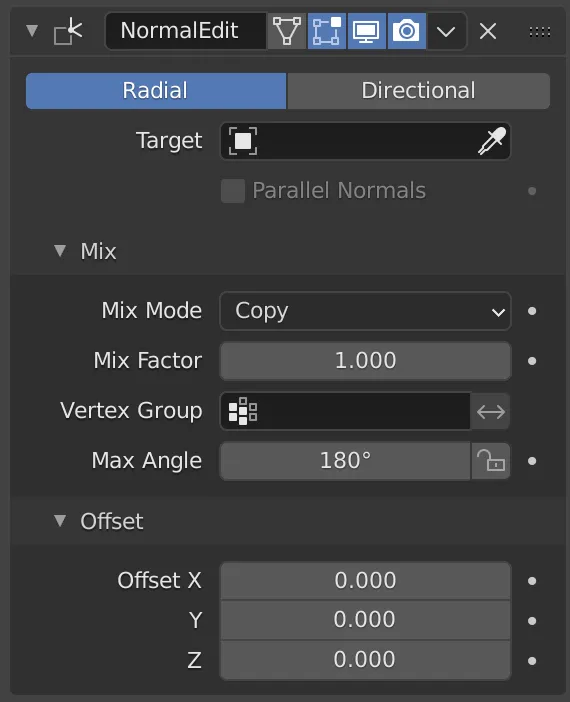 NormalEdit
Radial Directional
Target
Parallel Normals
Mix
Mix Mode Copy
Mix Factor 1.000
Vertex Group
Max Angle 180°
Offset
Offset X 0.000
Y 0.000
Z 0.000